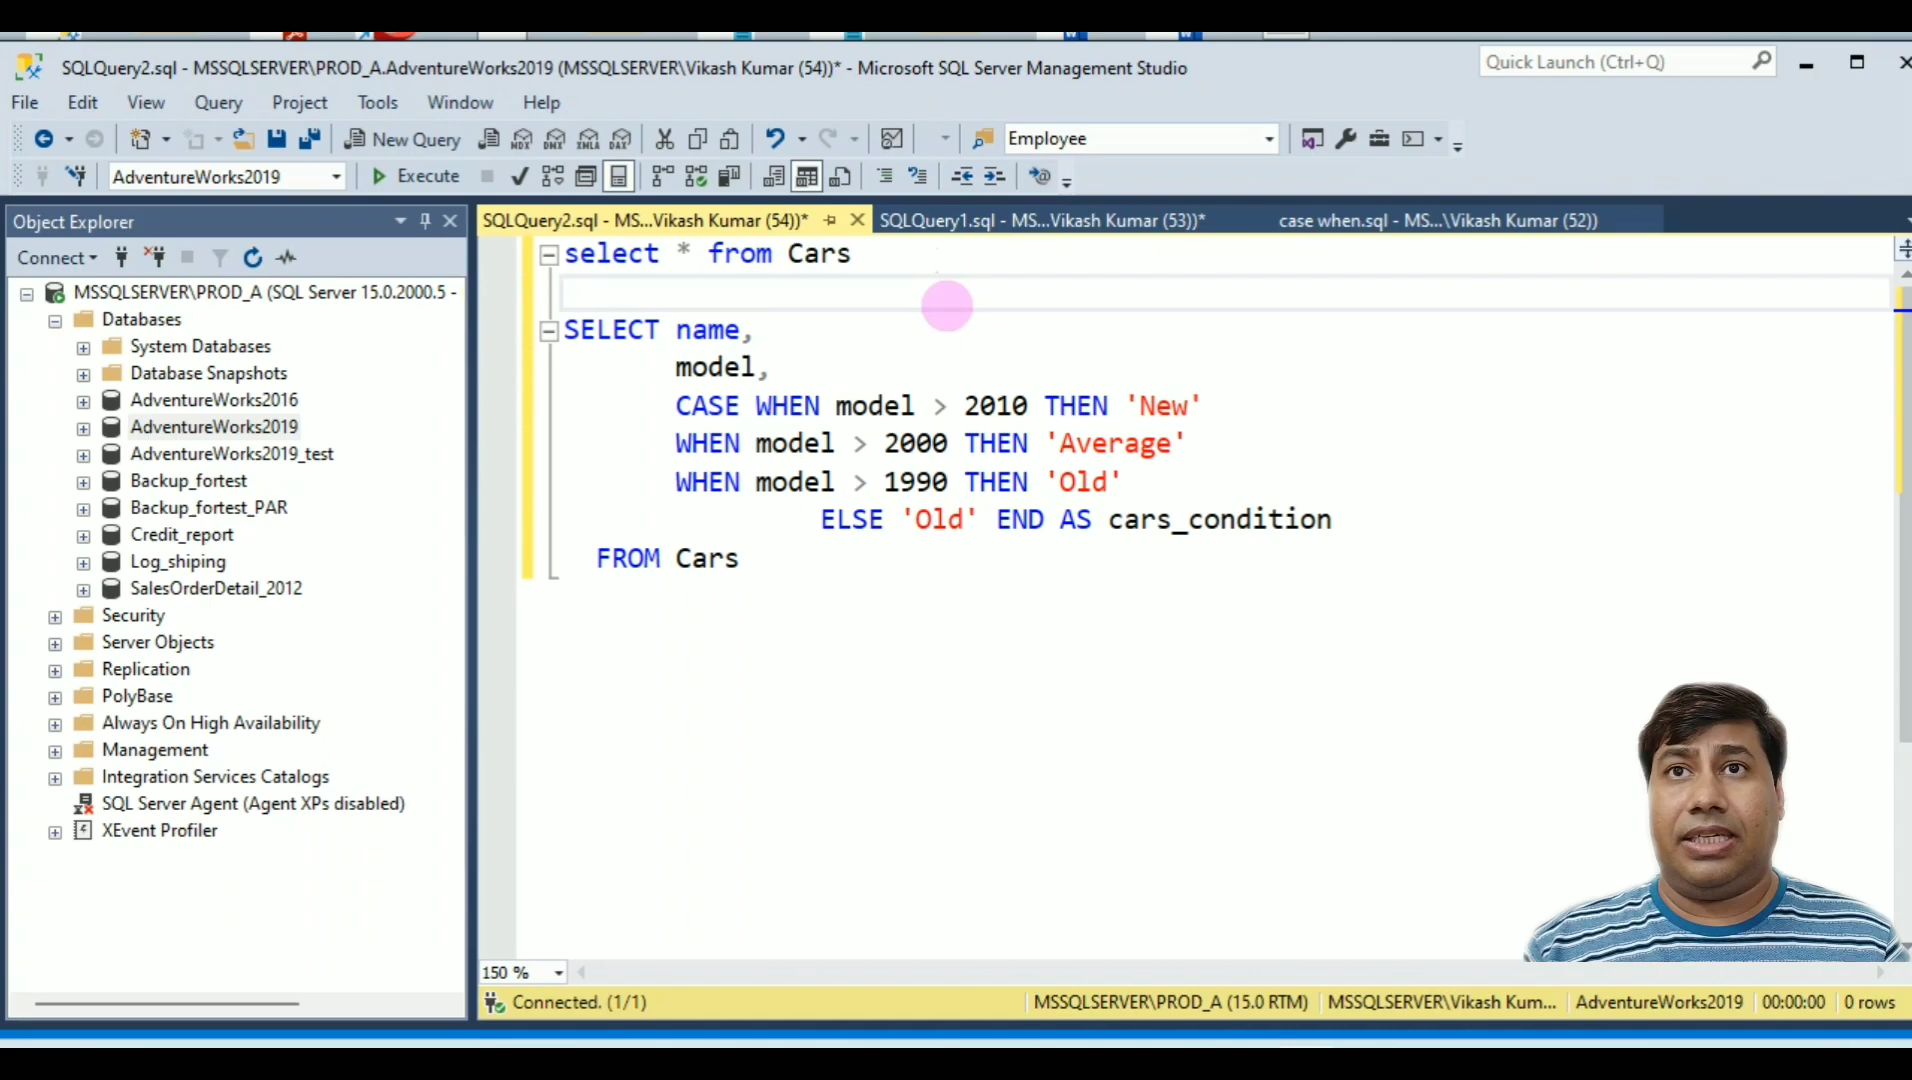 SQLQuery2.sql - MSSQLSERVER\PROD_A.AdventureWorks2019 (MSSQLSERVER\Vikash Kumar (54))* - Microsoft SQL Server Management Studio
Quick Launch (Ctrl+Q)
File Edit View Query Project Tools Window Help
New Query MDX DMX XMLA DAX Employee
AdventureWorks2019 Execute
Object Explorer
SQLQuery2.sql - MS...Vikash Kumar (54))* SQLQuery1.sql - MS...Vikash Kumar (53))* case when.sql - MS...\Vikash Kumar (52))
Connect
MSSQLSERVER\PROD_A (SQL Server 15.0.2000.5 -
Databases
System Databases
Database Snapshots
AdventureWorks2016
AdventureWorks2019
AdventureWorks2019_test
Backup_fortest
Backup_fortest_PAR
Credit_report
Log_shiping
SalesOrderDetail_2012
Security
Server Objects
Replication
PolyBase
Always On High Availability
Management
Integration Services Catalogs
SQL Server Agent (Agent XPs disabled)
XEvent Profiler
select * from Cars
SELECT name,
model,
CASE WHEN model > 2010 THEN 'New'
WHEN model > 2000 THEN 'Average'
WHEN model > 1990 THEN 'Old'
ELSE 'Old' END AS cars_condition
FROM Cars
150 %
Connected. (1/1) MSSQLSERVER\PROD_A (15.0 RTM) MSSQLSERVER\Vikash Kum... AdventureWorks2019 00:00:00 0 rows